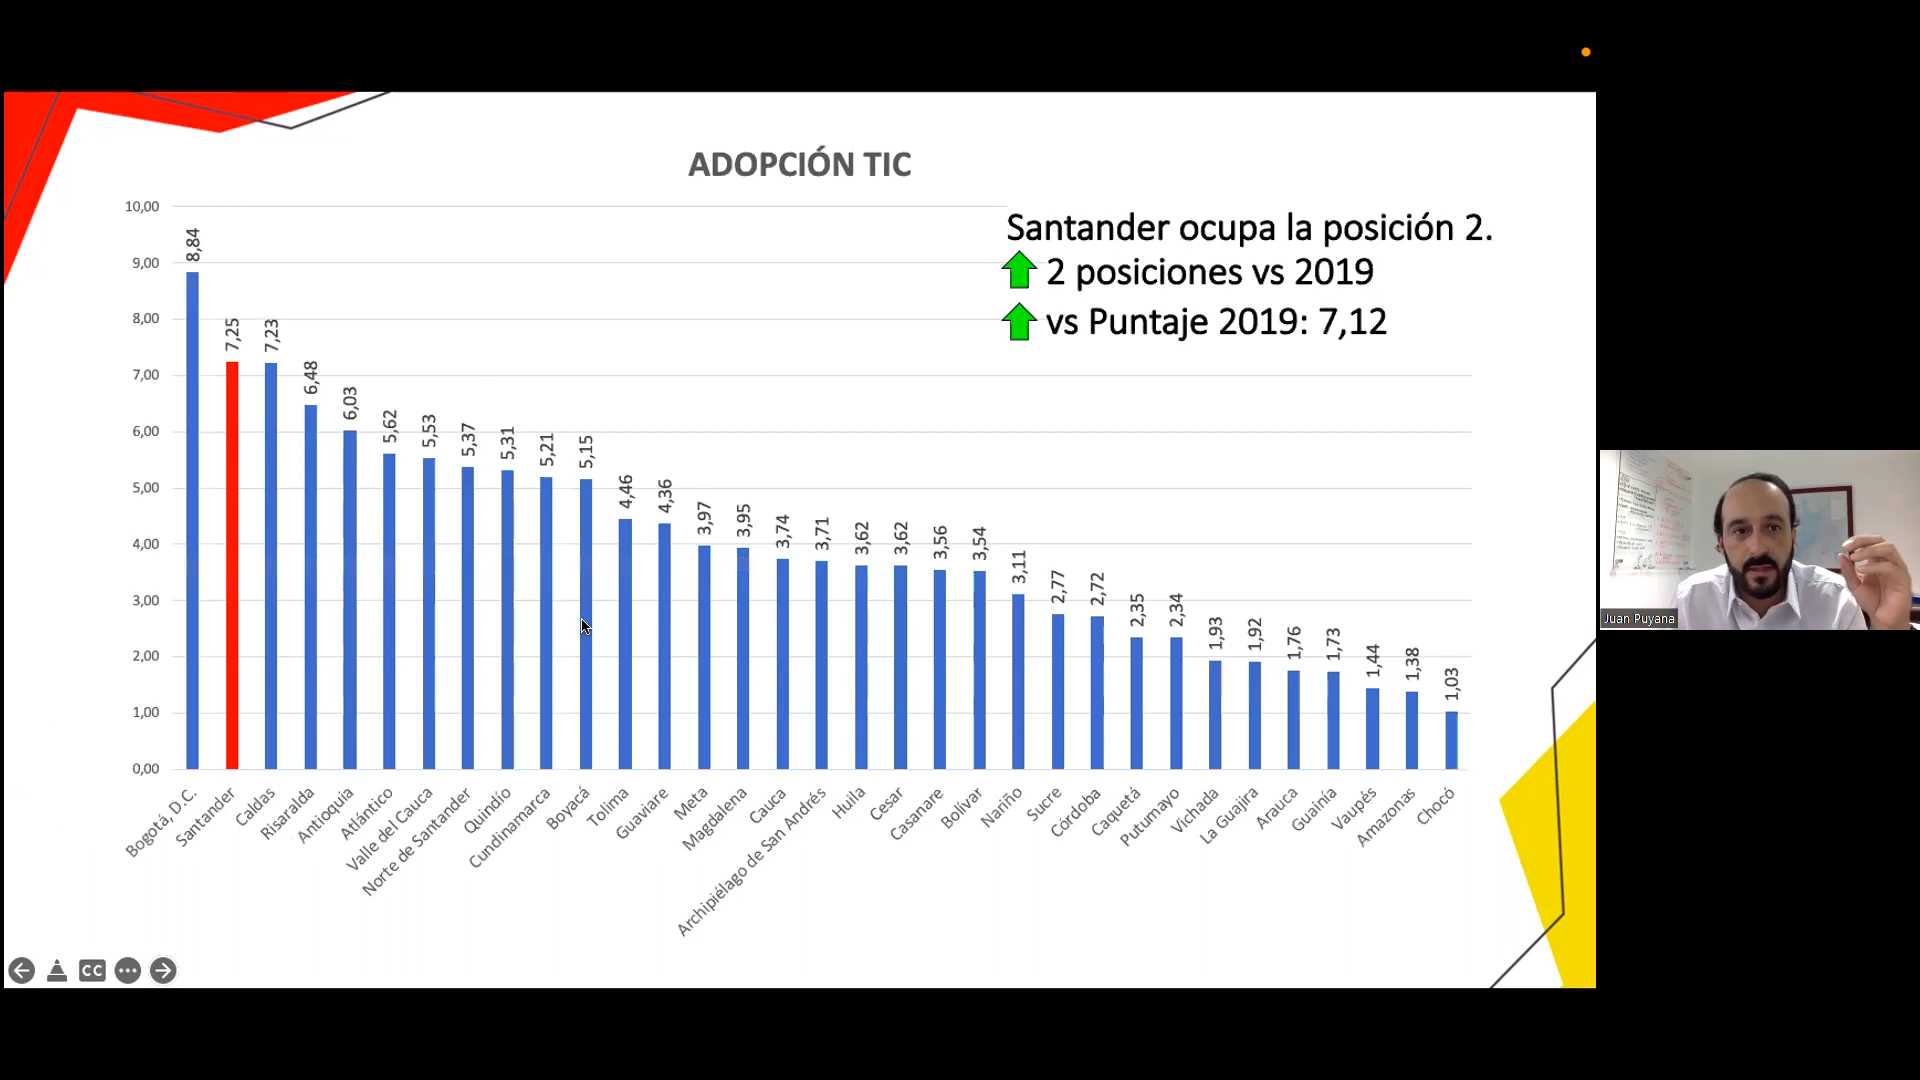 ADOPCIÓN TIC
Santander ocupa la posición 2.
2 posiciones vs 2019
vs Puntaje 2019: 7,12
10,00
9,00
8,00
7,00
6,00
5,00
4,00
3,00
2,00
1,00
0,00
8,84
7,25
7,23
6,48
6,03
5,62
5,53
5,37
5,31
5,21
5,15
4,46
4,36
3,97
3,95
3,74
3,71
3,62
3,62
3,56
3,54
3,11
2,77
2,72
2,35
2,34
1,93
1,92
1,76
1,73
1,44
1,38
1,03
Bogotá, D.C.
Santander
Caldas
Risaralda
Antioquia
Atlántico
Valle del Cauca
Norte de Santander
Quindío
Cundinamarca
Boyacá
Tolima
Guaviare
Meta
Magdalena
Cauca
Archipiélago de San Andrés
Huila
Cesar
Casanare
Bolívar
Nariño
Sucre
Córdoba
Caquetá
Putumayo
Vichada
La Guajira
Arauca
Guainía
Vaupés
Amazonas
Chocó
CC
Juan Puyana